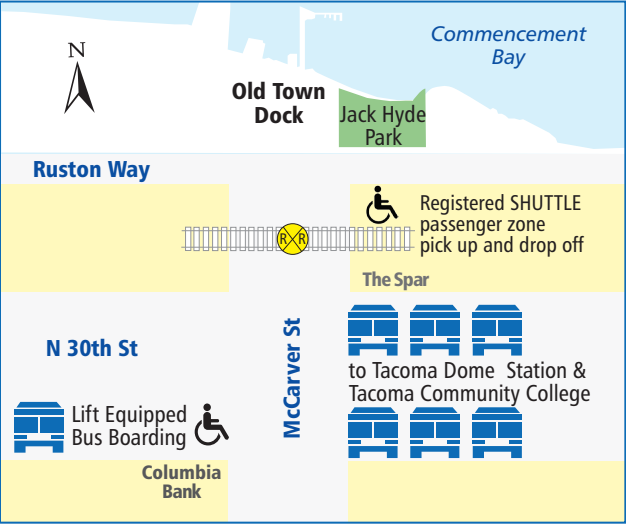 Commencement
Bay
N
Old Town
Dock
Jack Hyde
Park
Ruston Way
Registered SHUTTLE
passenger zone
pick up and drop off
R R
The Spar
N 30th St
McCarver St
to Tacoma Dome Station &
Tacoma Community College
Lift Equipped
Bus Boarding
Columbia
Bank